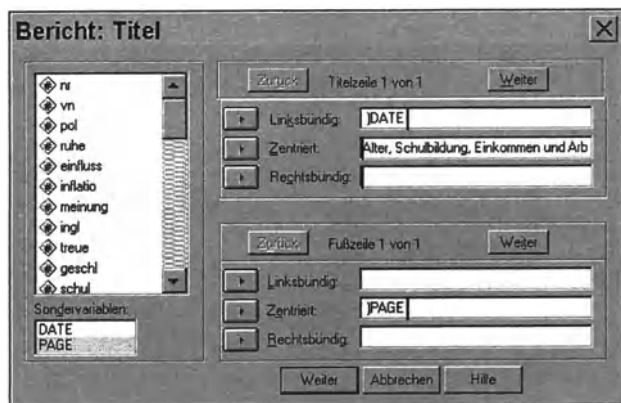 Bericht: Titel
nr
vn
pol
ruhe
einfluss
inflatio
meinung
ingl
treue
geschl
schul
Sondervariablen:
DATE
PAGE
Zurück Titelzeile 1 von 1 Weiter
Linksbündig: )DATE
Zentriert: Alter, Schulbildung, Einkommen und Arb
Rechtsbündig:
Zurück Fußzeile 1 von 1 Weiter
Linksbündig:
Zentriert: )PAGE
Rechtsbündig:
Weiter Abbrechen Hilfe